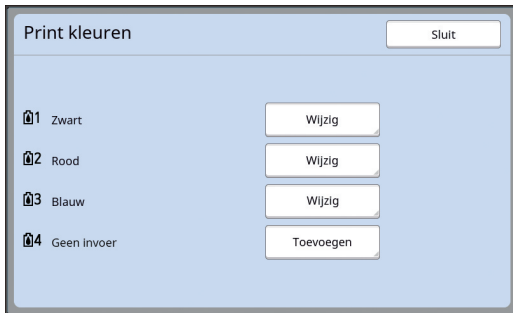 Print kleuren
Sluit
1 Zwart Wijzig
2 Rood Wijzig
3 Blauw Wijzig
4 Geen invoer Toevoegen